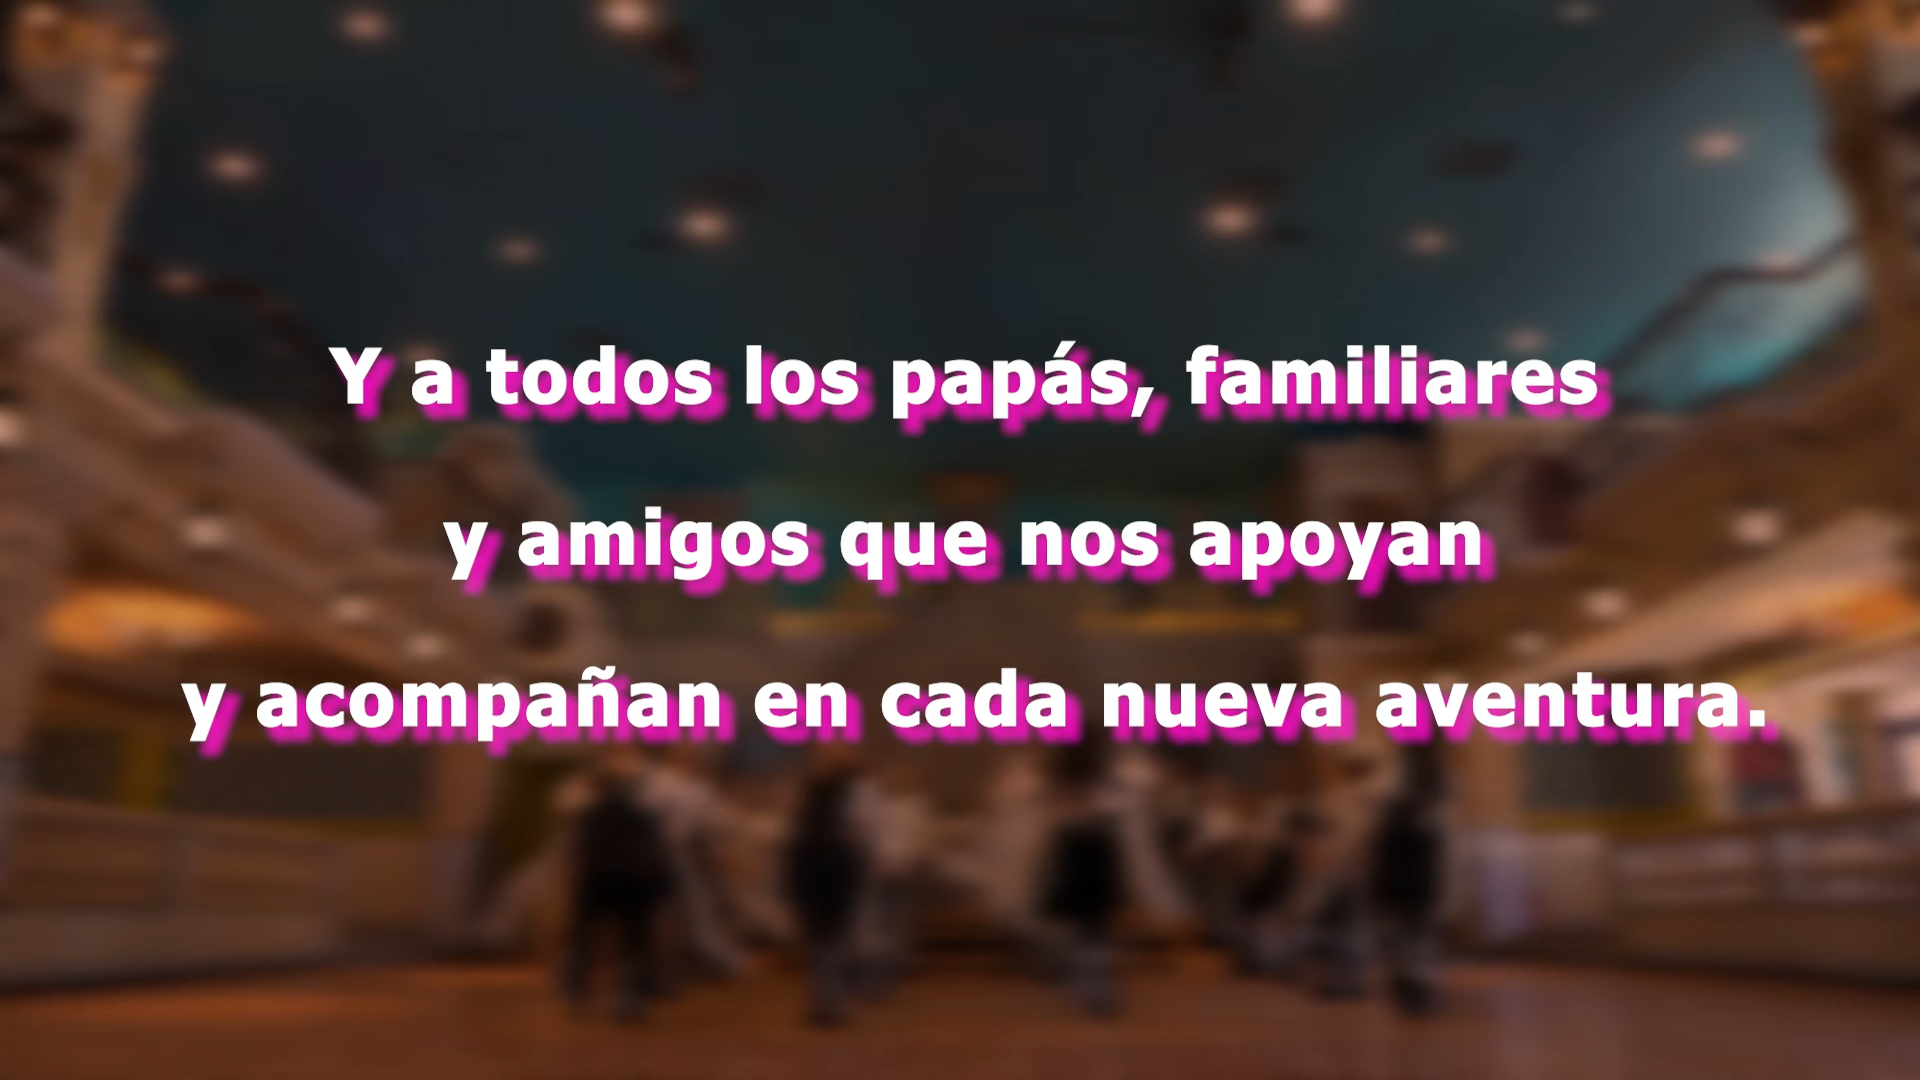 Y a todos los papás, familiares
y amigos que nos apoyan
y acompañan en cada nueva aventura.